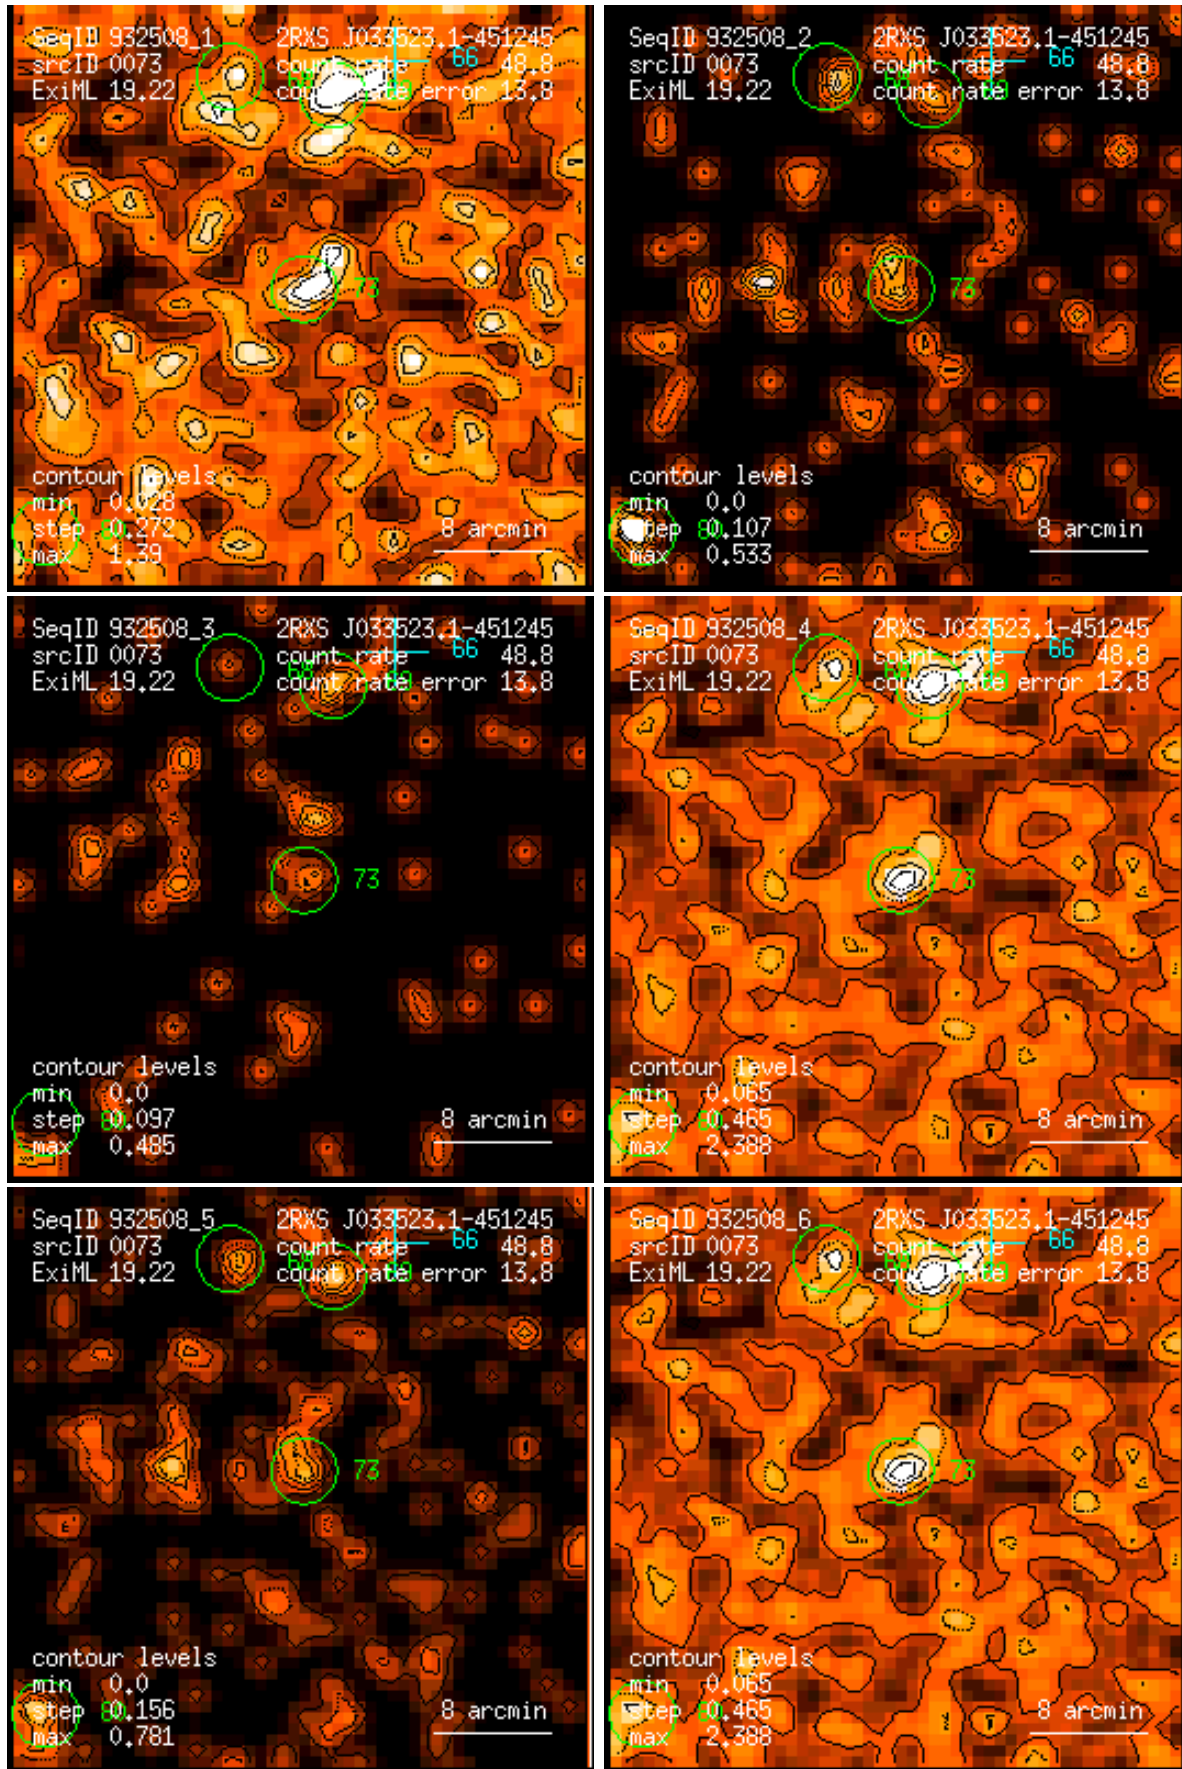 SeqID 932508_1 2RXS J033523.1-451245
srcID 0073 count rate 66 48.8
ExiML 19.22 count rate error 13.8
73
contour levels
min 0.028
step 0.272 8 arcmin
max 1.39
SeqID 932508_2 2RXS J033523.1-451245
srcID 0073 count rate 66 48.8
ExiML 19.22 count rate error 13.8
73
contour levels
min 0.0
step 0.107 8 arcmin
max 0.533
SeqID 932508_3 2RXS J033523.1-451245
srcID 0073 count rate 66 48.8
ExiML 19.22 count rate error 13.8
73
contour levels
min 0.0
step 0.097 8 arcmin
max 0.485
SeqID 932508_4 2RXS J033523.1-451245
srcID 0073 count rate 66 48.8
ExiML 19.22 count rate error 13.8
73
contour levels
min 0.065
step 0.465 8 arcmin
max 2.388
SeqID 932508_5 2RXS J033523.1-451245
srcID 0073 count rate 66 48.8
ExiML 19.22 count rate error 13.8
73
contour levels
min 0.0
step 0.156 8 arcmin
max 0.781
SeqID 932508_6 2RXS J033523.1-451245
srcID 0073 count rate 66 48.8
ExiML 19.22 count rate error 13.8
73
contour levels
min 0.065
step 0.465 8 arcmin
max 2.388